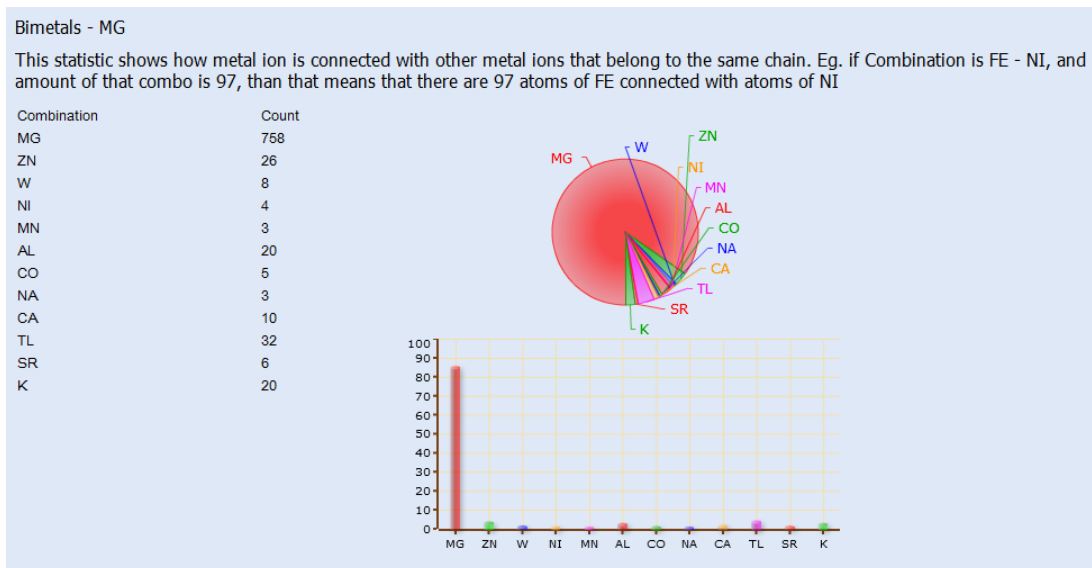 Bimetals - MG
This statistic shows how metal ion is connected with other metal ions that belong to the same chain. Eg. if Combination is FE - NI, and
amount of that combo is 97, than that means that there are 97 atoms of FE connected with atoms of NI
Combination Count
MG 758
ZN 26
W 8
NI 4
MN 3
AL 20
CO 5
NA 3
CA 10
TL 32
SR 6
K 20
ZN
W
MG
NI
MN
AL
CO
NA
CA
TL
SR
K
100
90
80
70
60
50
40
30
20
10
0
MG ZN W NI MN AL CO NA CA TL SR K